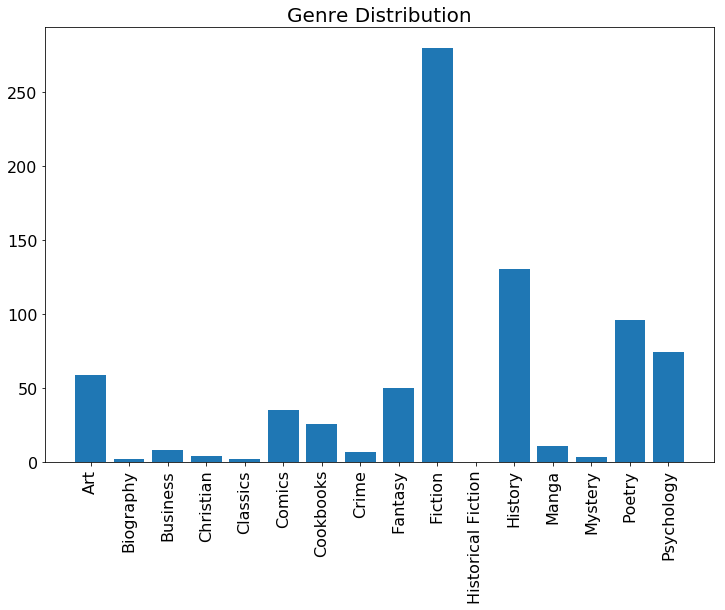 Genre Distribution
250
200
150
100
50
0
Art
Biography
Business
Christian
Classics
Comics
Cookbooks
Crime
Fantasy
Fiction
Historical Fiction
History
Manga
Mystery
Poetry
Psychology